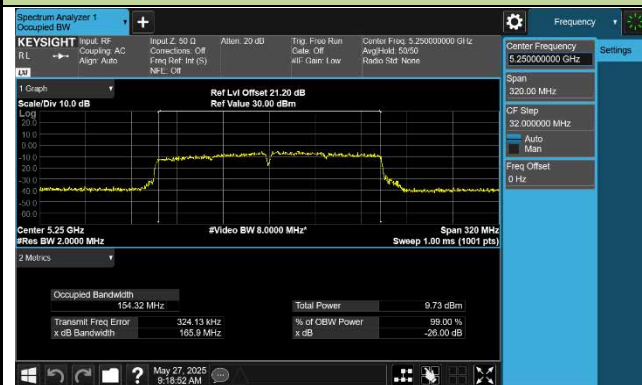 Spectrum Analyzer 1
Occupied BW
KEYSIGHT Input: RF
RL
Coupling: AC
Align: Auto
Input Z: 50 Ω
Corrections: Off
Freq Ref: Int (S)
NFE: Off
Atten: 20 dB
Trig: Free Run
Gate: Off
#IF Gain: Low
Center Freq: 5.250000000 GHz
Avg|Hold: 50/50
Radio Std: None
LXI
1 Graph
Scale/Div 10.0 dB
Ref Lvl Offset 21.20 dB
Ref Value 30.00 dBm
Log
20.0
10.0
0.00
-10.0
-20.0
-30.0
-40.0
-50.0
-60.0
Center 5.25 GHz
#Res BW 2.0000 MHz
#Video BW 8.0000 MHz*
Span 320 MHz
Sweep 1.00 ms (1001 pts)
2 Metrics
Occupied Bandwidth
154.32 MHz
Total Power 9.73 dBm
Transmit Freq Error 324.13 kHz
% of OBW Power 99.00 %
x dB Bandwidth 165.9 MHz
x dB -26.00 dB
May 27, 2025
9:18:52 AM
Frequency
Center Frequency
5.250000000 GHz
Settings
Span
320.00 MHz
CF Step
32.000000 MHz
Auto
Man
Freq Offset
0 Hz